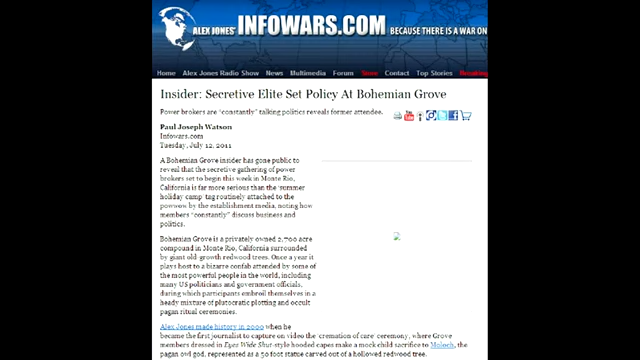 ALEX JONES' INFOWARS.COM BECAUSE THERE IS A WAR ON
Home Alex Jones Radio Show News Multimedia Forum Store Contact Top Stories Breaking
Insider: Secretive Elite Set Policy At Bohemian Grove
Power brokers are "constantly" talking politics reveals former attendee.
Paul Joseph Watson
Infowars.com
Tuesday, July 12, 2011
A Bohemian Grove insider has gone public to
reveal that the secretive gathering of power
brokers set to begin this week in Monte Rio,
California is far more serious than the 'summer
holiday camp' tag routinely attached to the
powwow by the establishment media, noting how
members "constantly" discuss business and
politics.
Bohemian Grove is a privately owned 2,700 acre
compound in Monte Rio, California surrounded
by giant old-growth redwood trees. Once a year it
plays host to a bizarre confab attended by some of
the most powerful people in the world, including
many US politicians and government officials,
during which participants embroil themselves in a
heady mixture of plutocratic plotting and occult
pagan ritual ceremonies.
Alex Jones made history in 2000 when he
became the first journalist to capture on video the 'cremation of care' ceremony, where Grove
members dressed in Eyes Wide Shut-style hooded capes make a mock child sacrifice to Moloch, the
pagan owl god, represented as a 50 foot statue carved out of a hollowed redwood tree.